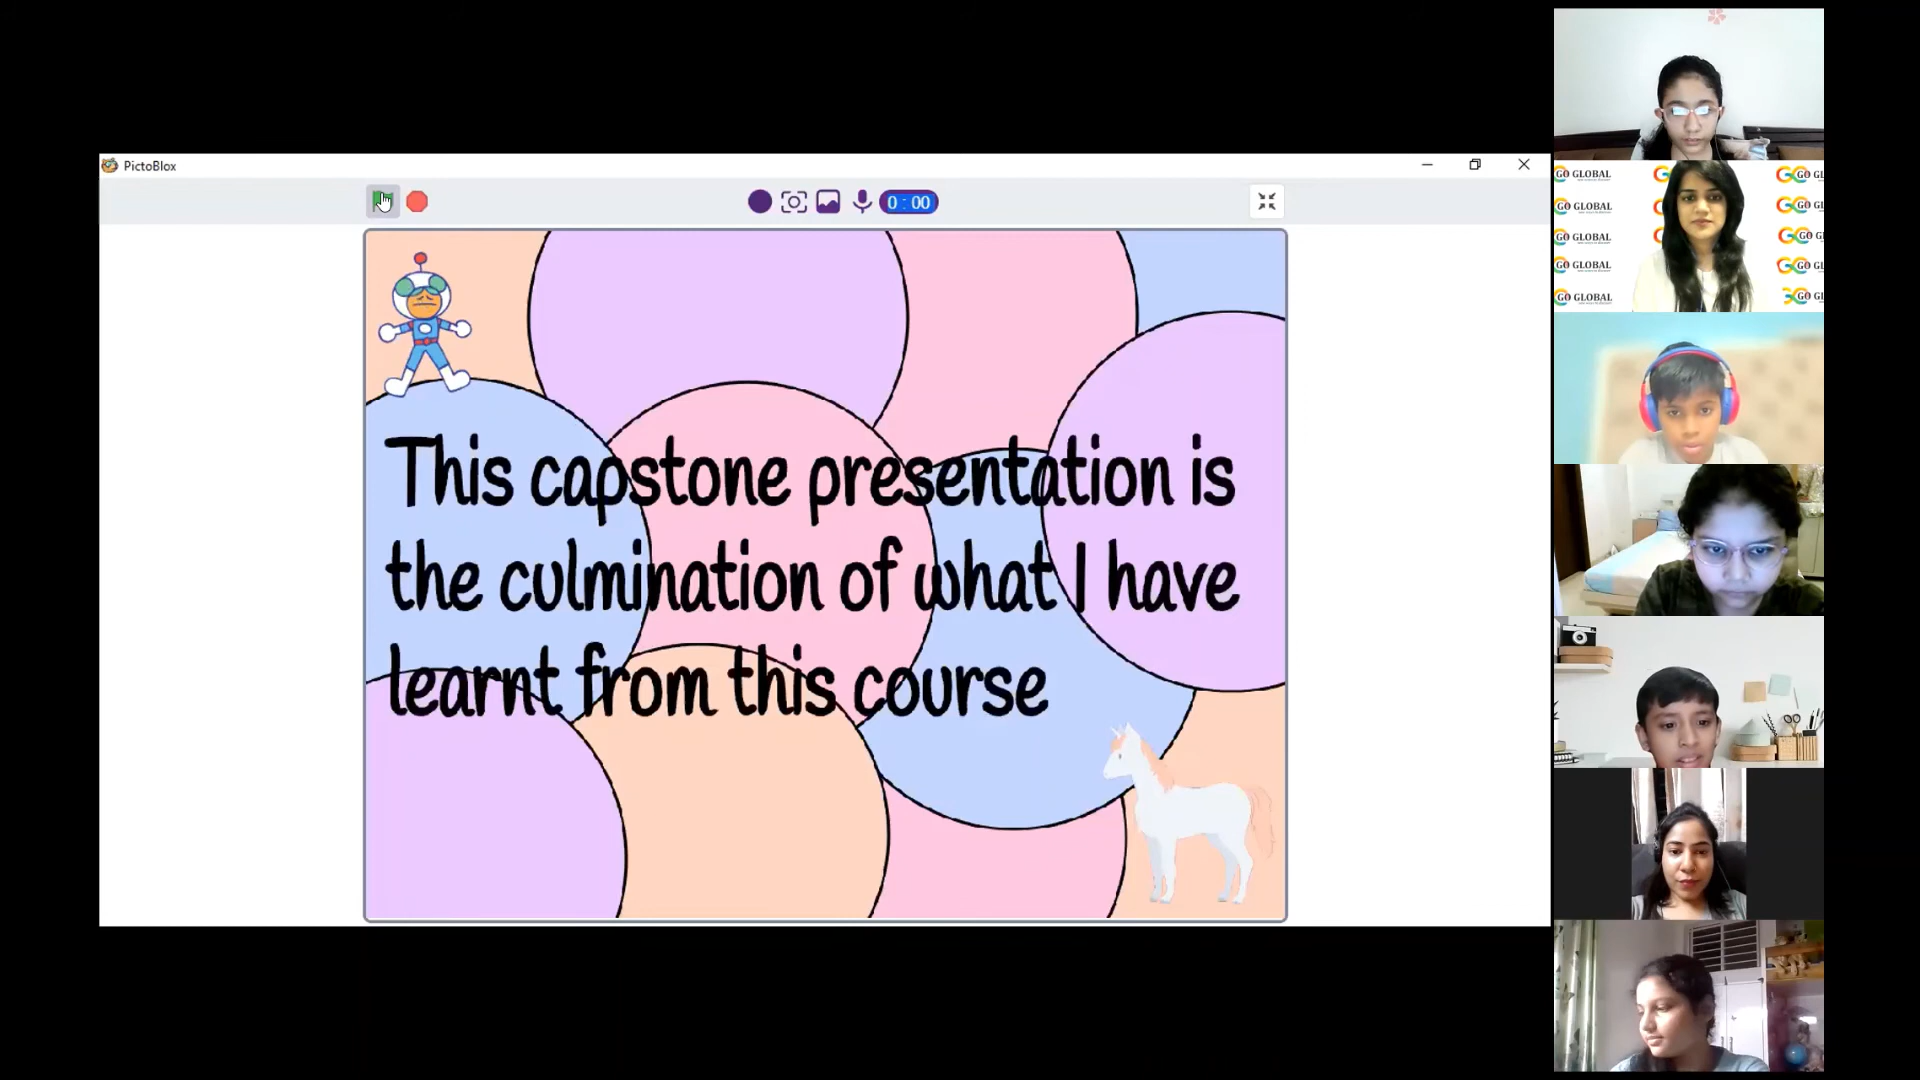 PictoBlox
0 : 00
This capstone presentation is
the culmination of what I have
learnt from this course
GO GLOBAL
GO GLOBAL
GO GLOBAL
GO GLOBAL
GO GLOBAL